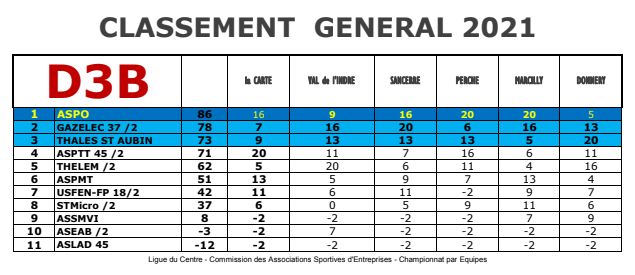 CLASSEMENT GENERAL 2021
D3B la CARTE VAL de l'INDRE SANCERRE PERCHE MARCILLY DONNERY
1 ASPO 86 16 9 16 20 20 5
2 GAZELEC 37 /2 78 7 16 20 6 16 13
3 THALES ST AUBIN 73 9 13 13 13 5 20
4 ASPTT 45 /2 71 20 11 7 16 6 11
5 THELEM /2 62 5 20 6 11 4 16
6 ASPMT 51 13 5 9 7 13 4
7 USFEN-FP 18/2 42 11 6 11 -2 9 7
8 STMicro /2 37 6 0 5 9 11 6
9 ASSMVI 8 -2 -2 -2 -2 7 9
10 ASEAB /2 -3 -2 7 -2 -2 -2 -2
11 ASLAD 45 -12 -2 -2 -2 -2 -2 -2
Ligue du Centre - Commission des Associations Sportives d'Entreprises - Championnat par Equipes